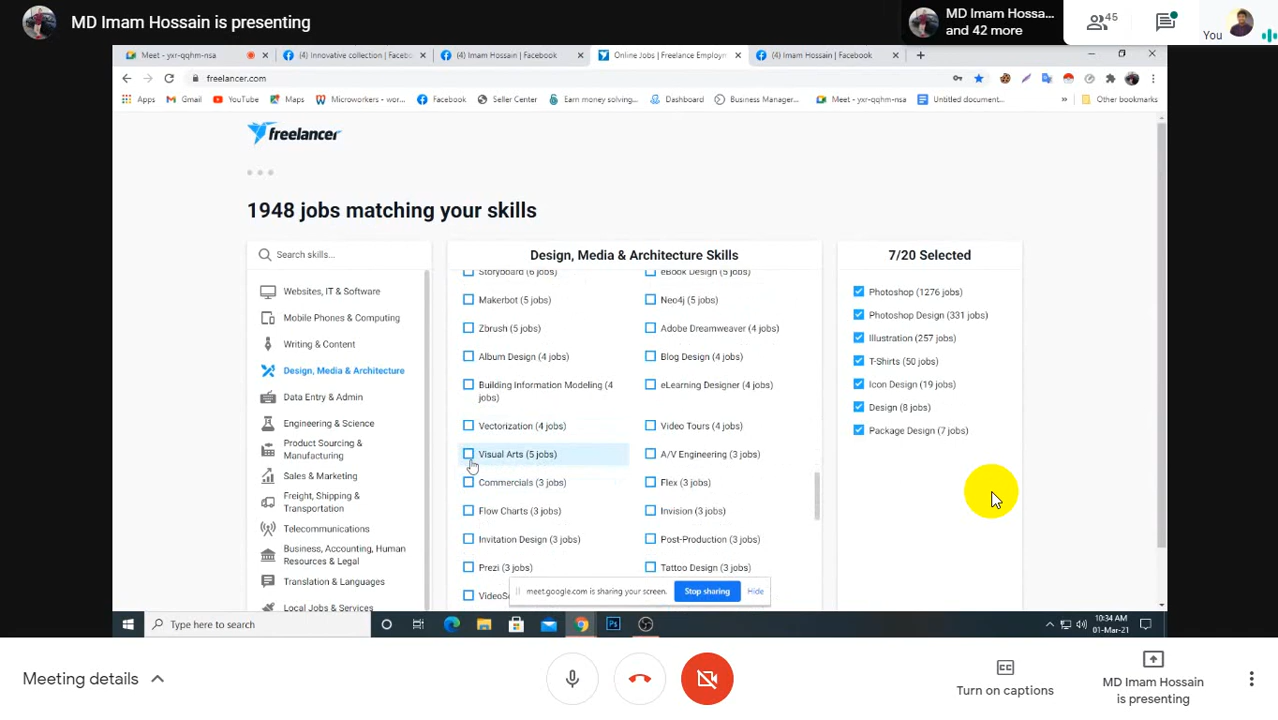 MD Imam Hossain is presenting
MD Imam Hossa...
and 42 more
45
You
Meet - yxr-qqhm-nsa
(4) Innovative collection | Faceb
(4) Imam Hossain | Facebook
Online Jobs | Freelance Employm
(4) Imam Hossain | Facebook
freelancer.com
Apps
Gmail
YouTube
Maps
Microworkers - wor...
Facebook
Seller Center
Earn money solving...
Dashboard
Business Manager...
Meet - yxr-qqhm-nsa
Untitled document...
»
Other bookmarks
freelancer
1948 jobs matching your skills
Search skills...
Websites, IT & Software
Mobile Phones & Computing
Writing & Content
Design, Media & Architecture
Data Entry & Admin
Engineering & Science
Product Sourcing &
Manufacturing
Sales & Marketing
Freight, Shipping &
Transportation
Telecommunications
Business, Accounting, Human
Resources & Legal
Translation & Languages
Local Jobs & Services
Design, Media & Architecture Skills
Storyboard (6 jobs)
eBook Design (5 jobs)
Makerbot (5 jobs)
Neo4j (5 jobs)
Zbrush (5 jobs)
Adobe Dreamweaver (4 jobs)
Album Design (4 jobs)
Blog Design (4 jobs)
Building Information Modeling (4
jobs)
eLearning Designer (4 jobs)
Vectorization (4 jobs)
Video Tours (4 jobs)
Visual Arts (5 jobs)
A/V Engineering (3 jobs)
Commercials (3 jobs)
Flex (3 jobs)
Flow Charts (3 jobs)
Invision (3 jobs)
Invitation Design (3 jobs)
Post-Production (3 jobs)
Prezi (3 jobs)
Tattoo Design (3 jobs)
7/20 Selected
Photoshop (1276 jobs)
Photoshop Design (331 jobs)
Illustration (257 jobs)
T-Shirts (50 jobs)
Icon Design (19 jobs)
Design (8 jobs)
Package Design (7 jobs)
meet.google.com is sharing your screen.
Stop sharing
Hide
Type here to search
Ps
10:34 AM
01-Mar-21
Meeting details
CC
Turn on captions
MD Imam Hossain
is presenting